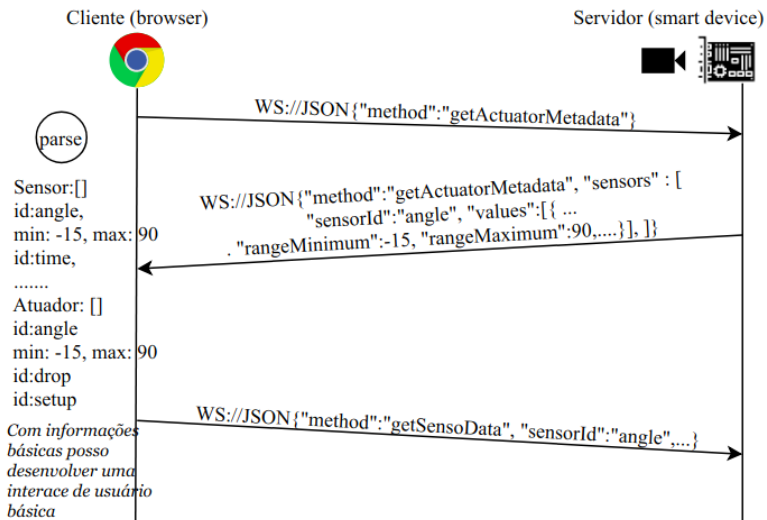 Cliente (browser)
Servidor (smart device)
WS://JSON{"method":"getActuatorMetadata"}
parse
WS://JSON{"method":"getActuatorMetadata", "sensors" : [
"sensorId":"angle", "values":[{ ...
. "rangeMinimum":-15, "rangeMaximum":90,....}], ]}
Sensor:[]
id:angle,
min: -15, max: 90
id:time,
.......
Atuador: []
id:angle
min: -15, max: 90
id:drop
id:setup
WS://JSON{"method":"getSensoData", "sensorId":"angle",...}
Com informações
básicas posso
desenvolver uma
interace de usuário
básica